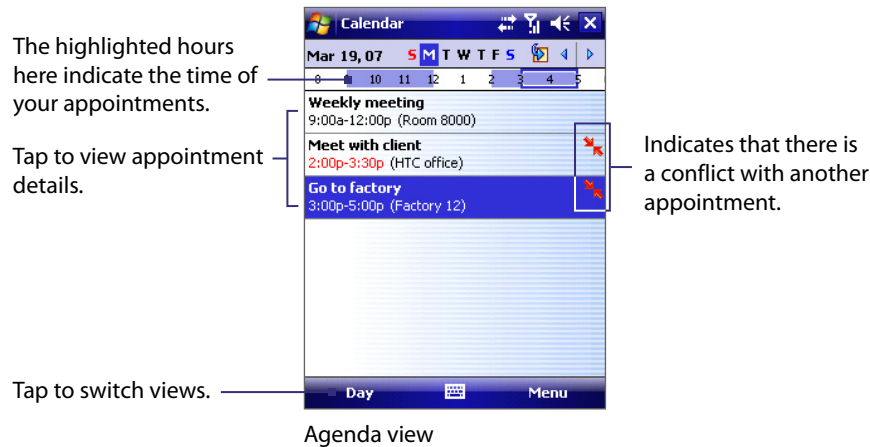 The highlighted hours
here indicate the time of
your appointments.
Tap to view appointment
details.
Tap to switch views.
Calendar
Mar 19, 07 S M T W T F S
8 9 10 11 12 1 2 3 4 5
Weekly meeting
9:00a-12:00p (Room 8000)
Meet with client
2:00p-3:30p (HTC office)
Go to factory
3:00p-5:00p (Factory 12)
Day Menu
Indicates that there is
a conflict with another
appointment.
Agenda view